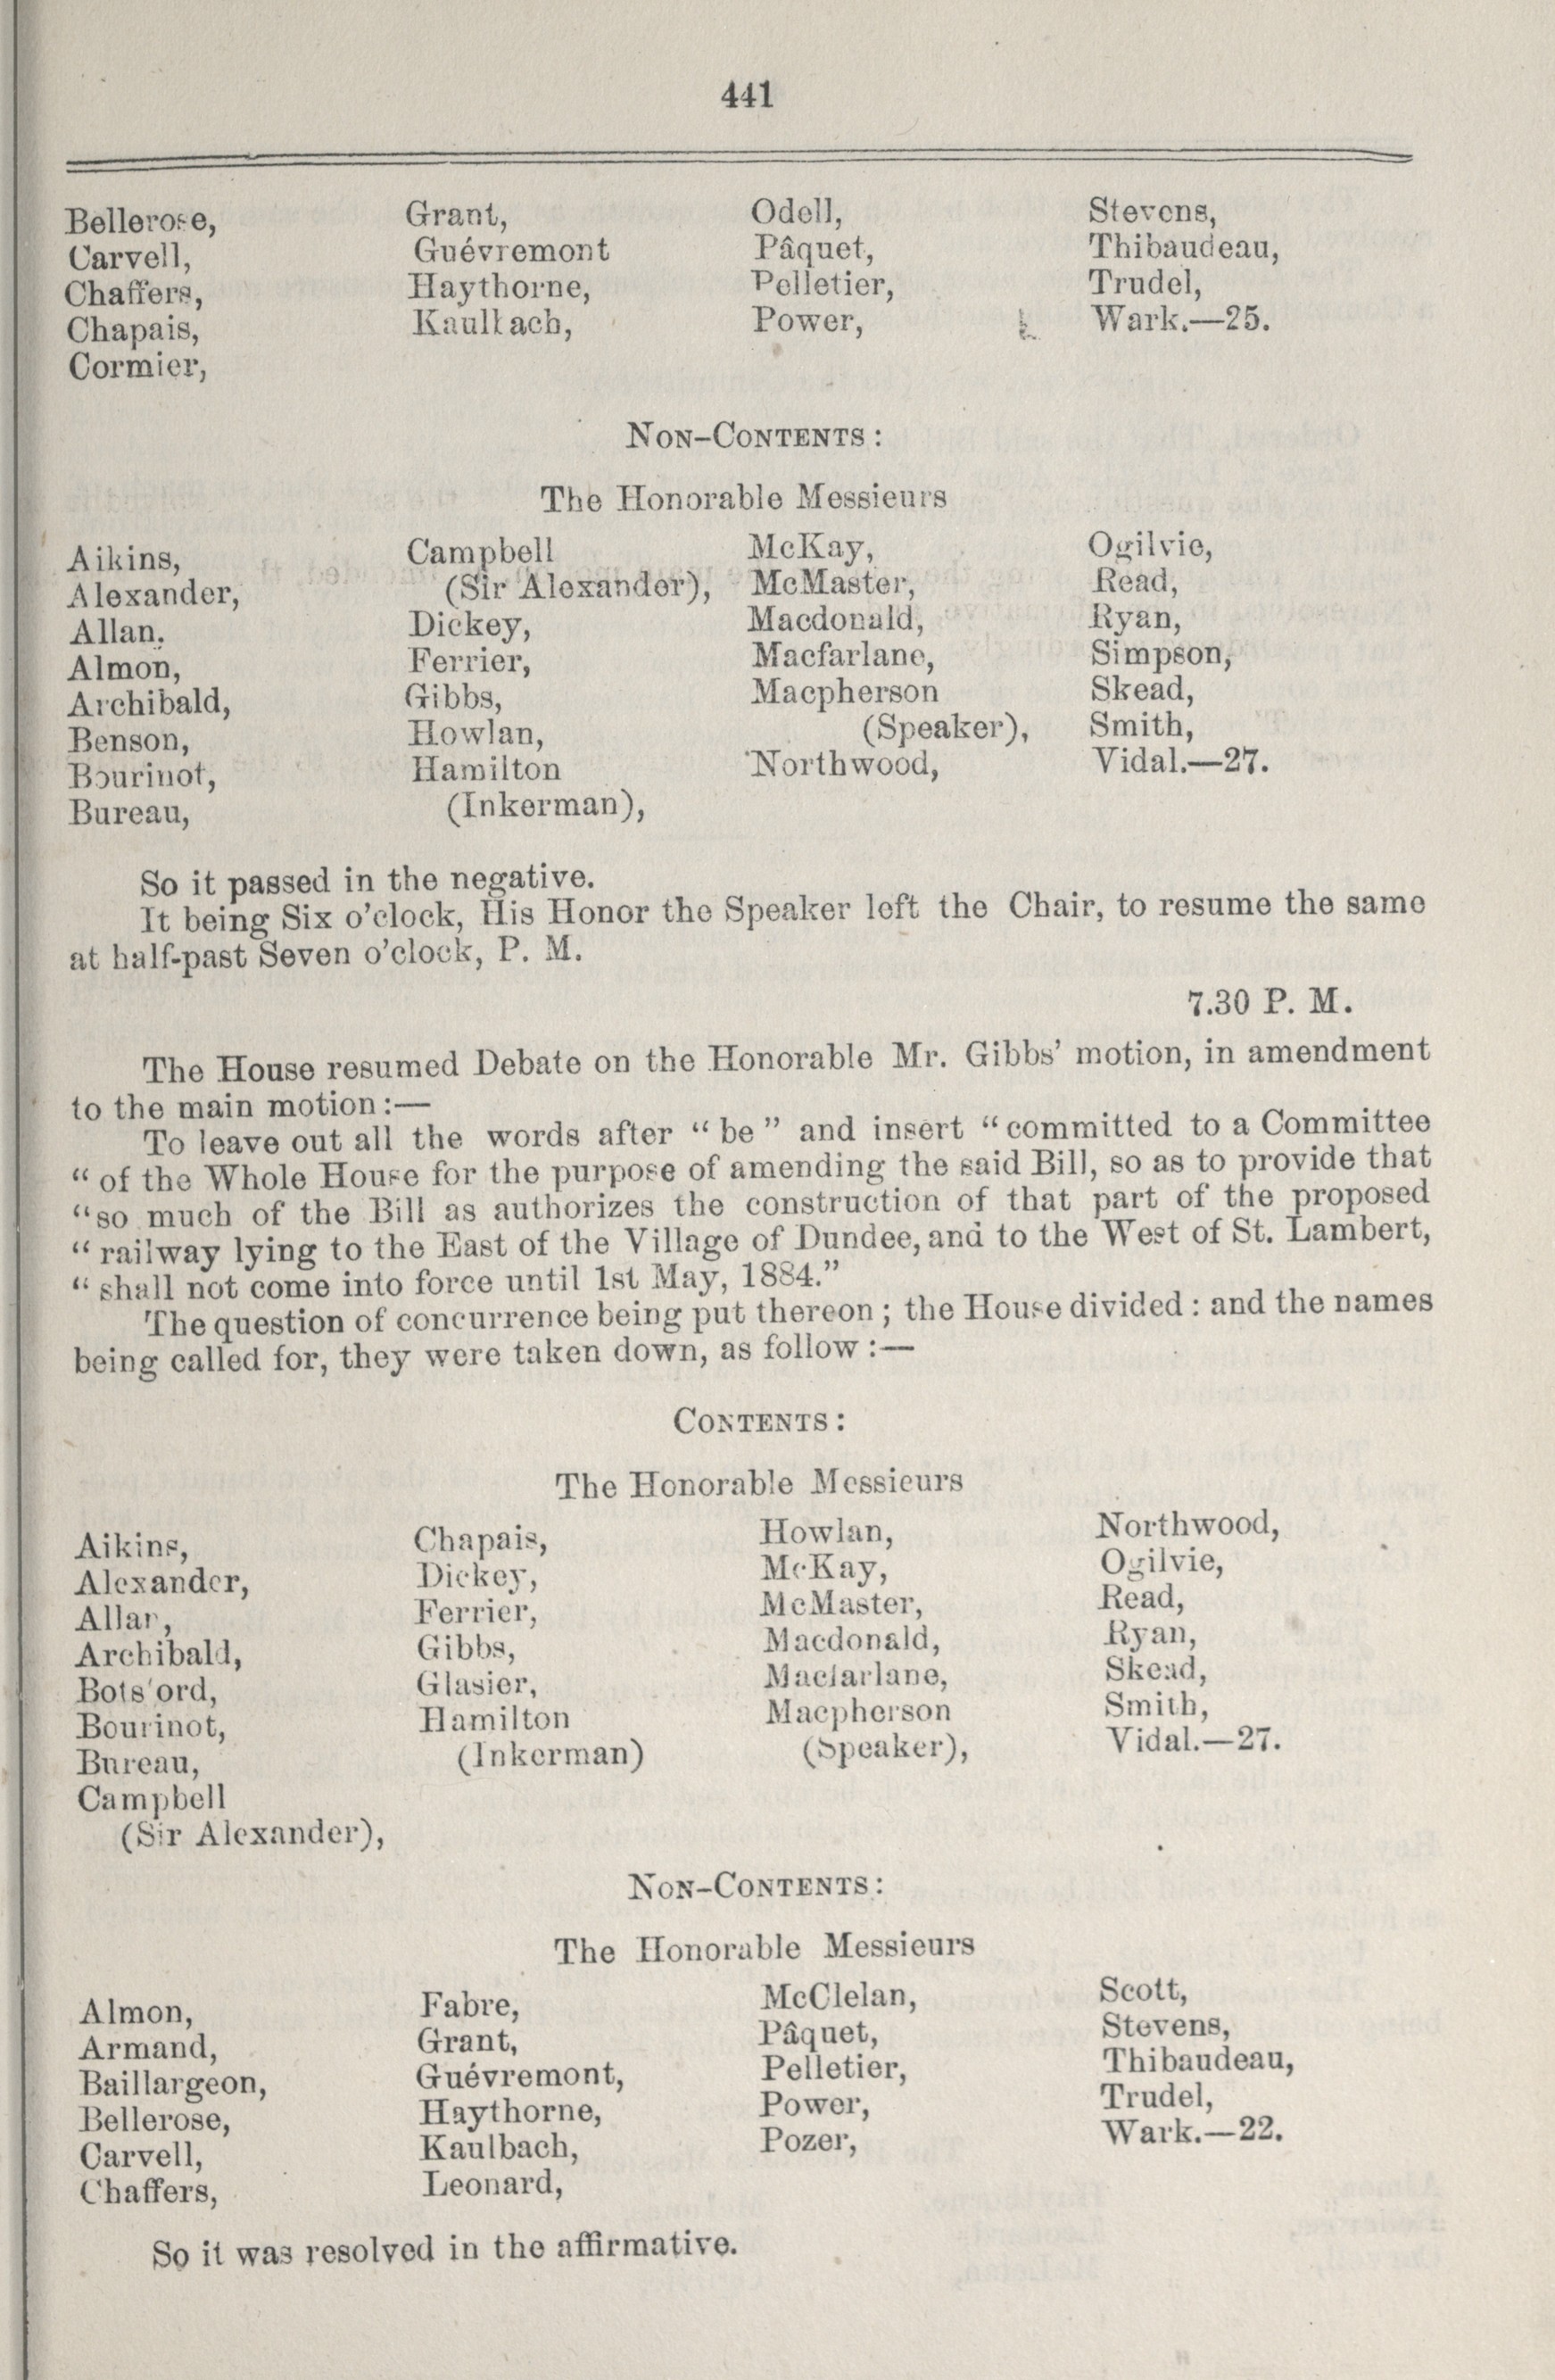 441
Bellerose, Grant, Odell, Stevens,
Carvell, Guévremont Pâquet, Thibaudeau,
Chaffers, Haythorne, Pelletier, Trudel,
Chapais, Kaulbach, Power, Wark.—25.
Cormier,
NON-CONTENTS:
The Honorable Messieurs
Aikins, Campbell McKay, Ogilvie,
Alexander, (Sir Alexander), McMaster, Read,
Allan, Dickey, Macdonald, Ryan,
Almon, Ferrier, Macfarlane, Simpson,
Archibald, Gibbs, Macpherson Skead,
Benson, Howlan, (Speaker), Smith,
Bourinot, Hamilton Northwood, Vidal.—27.
Bureau, (Inkerman),
So it passed in the negative.
It being Six o'clock, His Honor the Speaker left the Chair, to resume the same
at half-past Seven o'clock, P. M.
7.30 P. M.
The House resumed Debate on the Honorable Mr. Gibbs' motion, in amendment
to the main motion:—
To leave out all the words after "be" and insert "committed to a Committee
"of the Whole House for the purpose of amending the said Bill, so as to provide that
"so much of the Bill as authorizes the construction of that part of the proposed
"railway lying to the East of the Village of Dundee, and to the West of St. Lambert,
"shall not come into force until 1st May, 1884."
The question of concurrence being put thereon; the House divided: and the names
being called for, they were taken down, as follow:—
CONTENTS:
The Honorable Messieurs
Aikins, Chapais, Howlan, Northwood,
Alexander, Dickey, McKay, Ogilvie,
Allan, Ferrier, McMaster, Read,
Archibald, Gibbs, Macdonald, Ryan,
Botsford, Glasier, Macfarlane, Skead,
Bourinot, Hamilton Macpherson Smith,
Bureau, (Inkerman) (Speaker), Vidal.—27.
Campbell
(Sir Alexander),
NON-CONTENTS:
The Honorable Messieurs
Almon, Fabre, McClelan, Scott,
Armand, Grant, Pâquet, Stevens,
Baillargeon, Guévremont, Pelletier, Thibaudeau,
Bellerose, Haythorne, Power, Trudel,
Carvell, Kaulbach, Pozer, Wark.—22.
Chaffers, Leonard,
So it was resolved in the affirmative.